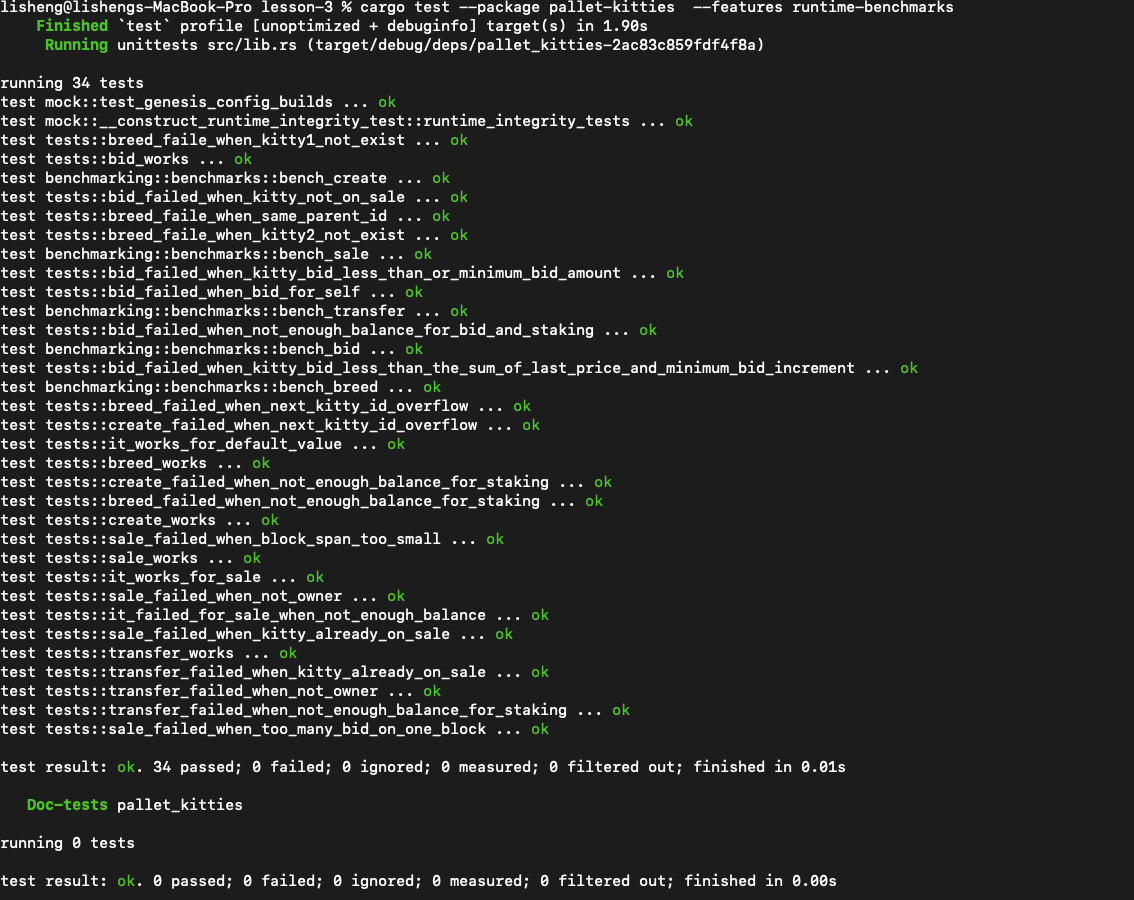 lisheng@lishengs-MacBook-Pro lesson-3 % cargo test --package pallet-kitties  --features runtime-benchmarks
    Finished `test` profile [unoptimized + debuginfo] target(s) in 1.90s
     Running unittests src/lib.rs (target/debug/deps/pallet_kitties-2ac83c859fdf4f8a)
running 34 tests
test mock::test_genesis_config_builds ... ok
test mock::__construct_runtime_integrity_test::runtime_integrity_tests ... ok
test tests::breed_faile_when_kitty1_not_exist ... ok
test tests::bid_works ... ok
test benchmarking::benchmarks::bench_create ... ok
test tests::bid_failed_when_kitty_not_on_sale ... ok
test tests::breed_faile_when_same_parent_id ... ok
test tests::breed_faile_when_kitty2_not_exist ... ok
test benchmarking::benchmarks::bench_sale ... ok
test tests::bid_failed_when_kitty_bid_less_than_or_minimum_bid_amount ... ok
test tests::bid_failed_when_bid_for_self ... ok
test benchmarking::benchmarks::bench_transfer ... ok
test tests::bid_failed_when_not_enough_balance_for_bid_and_staking ... ok
test benchmarking::benchmarks::bench_bid ... ok
test tests::bid_failed_when_kitty_bid_less_than_the_sum_of_last_price_and_minimum_bid_increment ... ok
test benchmarking::benchmarks::bench_breed ... ok
test tests::breed_failed_when_next_kitty_id_overflow ... ok
test tests::create_failed_when_next_kitty_id_overflow ... ok
test tests::it_works_for_default_value ... ok
test tests::breed_works ... ok
test tests::create_failed_when_not_enough_balance_for_staking ... ok
test tests::breed_failed_when_not_enough_balance_for_staking ... ok
test tests::create_works ... ok
test tests::sale_failed_when_block_span_too_small ... ok
test tests::sale_works ... ok
test tests::it_works_for_sale ... ok
test tests::sale_failed_when_not_owner ... ok
test tests::it_failed_for_sale_when_not_enough_balance ... ok
test tests::sale_failed_when_kitty_already_on_sale ... ok
test tests::transfer_works ... ok
test tests::transfer_failed_when_kitty_already_on_sale ... ok
test tests::transfer_failed_when_not_owner ... ok
test tests::transfer_failed_when_not_enough_balance_for_staking ... ok
test tests::sale_failed_when_too_many_bid_on_one_block ... ok
test result: ok. 34 passed; 0 failed; 0 ignored; 0 measured; 0 filtered out; finished in 0.01s
   Doc-tests pallet_kitties
running 0 tests
test result: ok. 0 passed; 0 failed; 0 ignored; 0 measured; 0 filtered out; finished in 0.00s